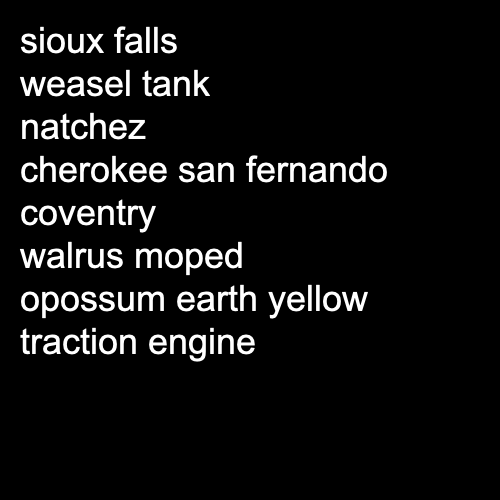 sioux falls
weasel tank
natchez
cherokee san fernando
coventry
walrus moped
opossum earth yellow
traction engine